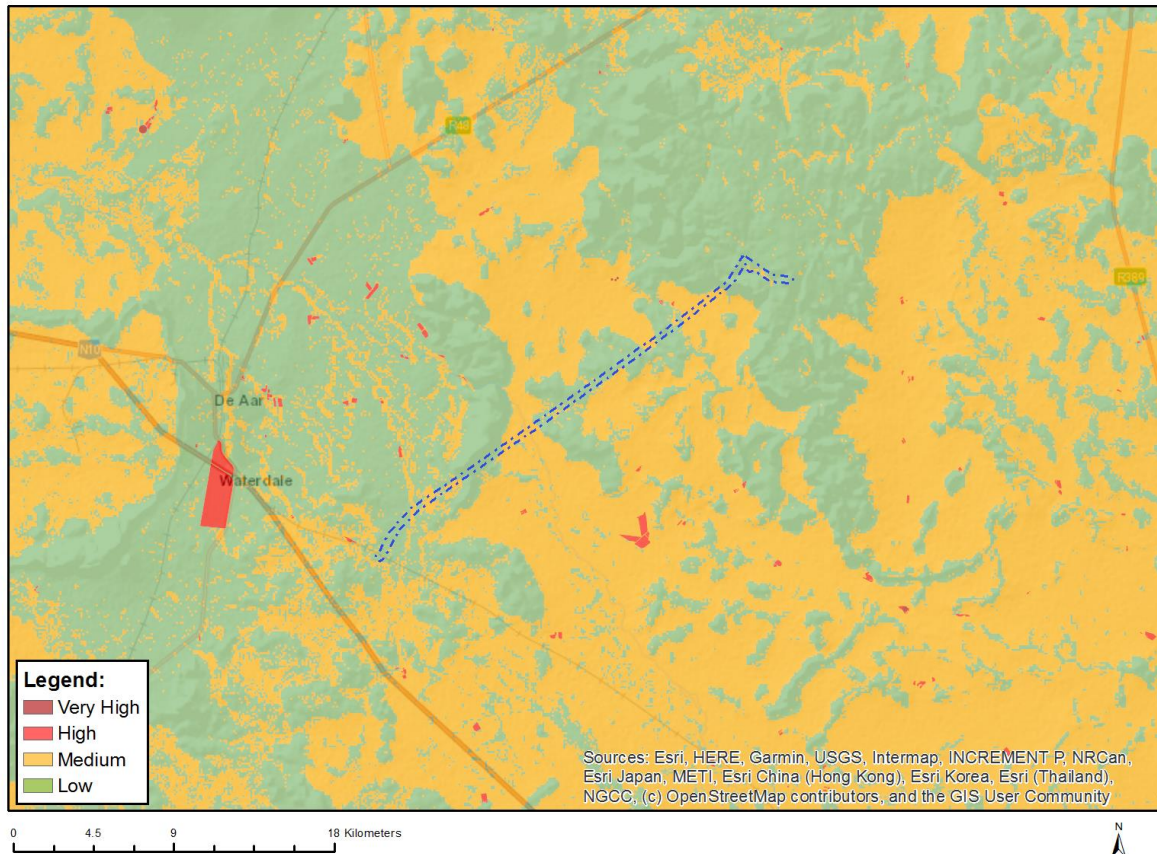 R48
R389
N10
De Aar
Waterdale
Legend:
Very High
High
Medium
Low
Sources: Esri, HERE, Garmin, USGS, Intermap, INCREMENT P, NRCan,
Esri Japan, METI, Esri China (Hong Kong), Esri Korea, Esri (Thailand),
NGCC, (c) OpenStreetMap contributors, and the GIS User Community
0 4.5 9 18 Kilometers
N